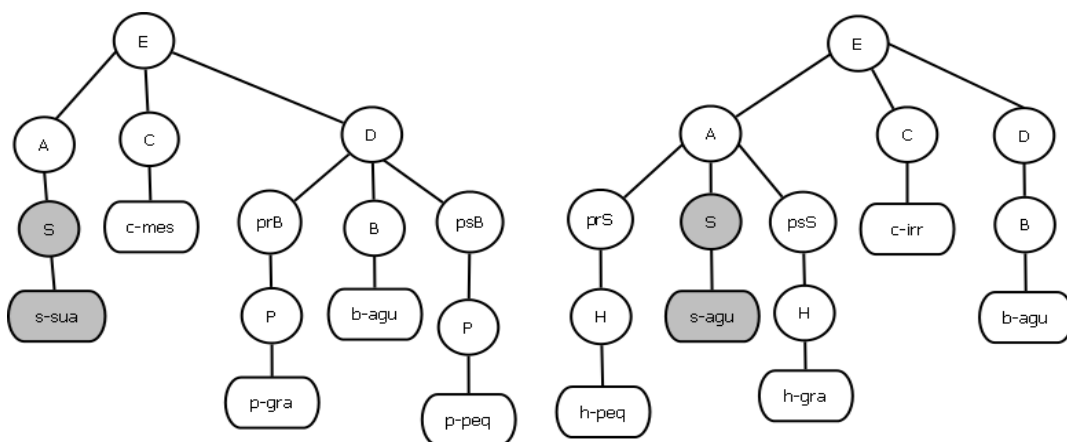 E
E
A
C
D
A
C
D
S
c-mes
prB
B
psB
prS
S
psS
c-irr
B
s-sua
P
b-agu
P
H
s-agu
H
b-agu
p-gra
p-peq
h-peq
h-gra